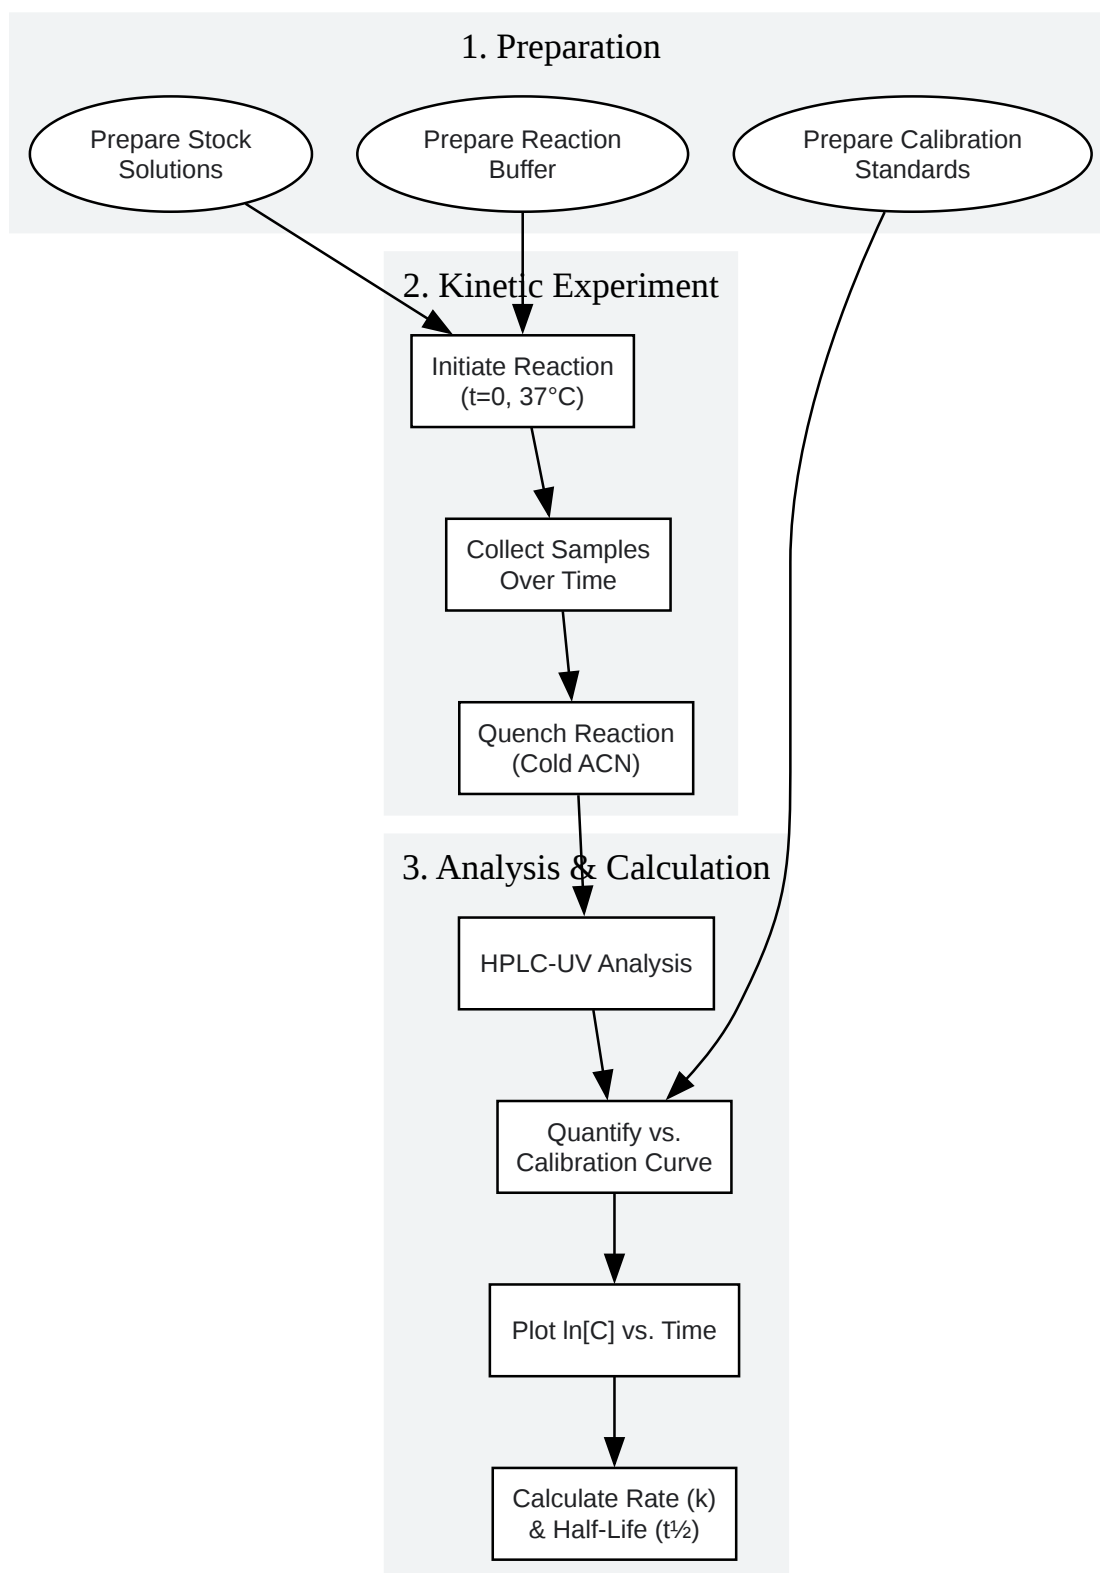 1. Preparation
Prepare Stock
Solutions
Prepare Reaction
Buffer
Prepare Calibration
Standards
2. Kinetic Experiment
Initiate Reaction
(t=0, 37°C)
Collect Samples
Over Time
Quench Reaction
(Cold ACN)
3. Analysis & Calculation
HPLC-UV Analysis
Quantify vs.
Calibration Curve
Plot ln[C] vs. Time
Calculate Rate (k)
& Half-Life (t½)